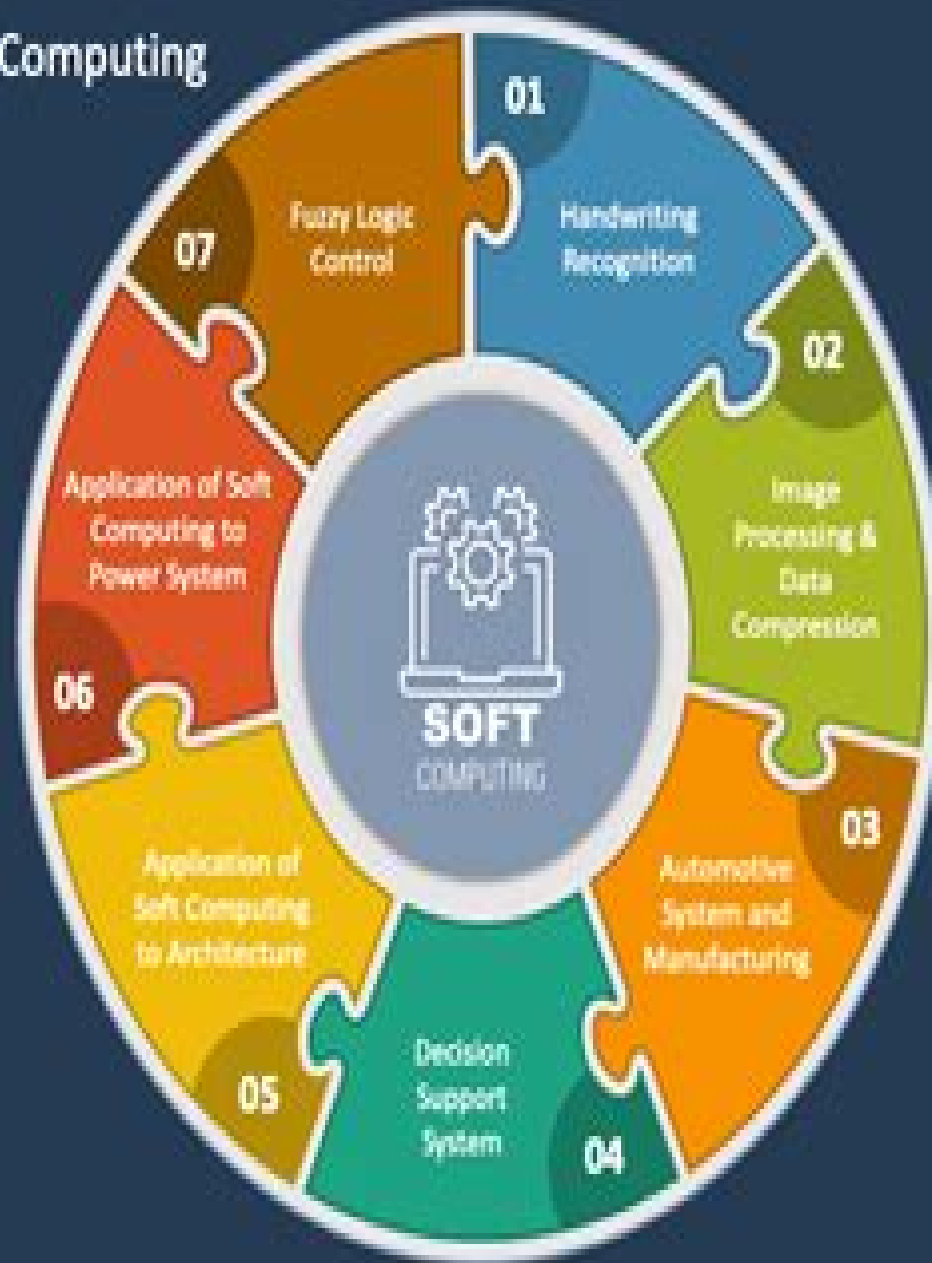 Computing
01
Handwriting
Recognition
02
Image
Processing &
Data
Compression
03
Automotive
System and
Manufacturing
04
Decision
Support
System
05
Application of
Soft Computing
to Architecture
06
Application of Soft
Computing to
Power System
07
Fuzzy Logic
Control
SOFT
COMPUTING